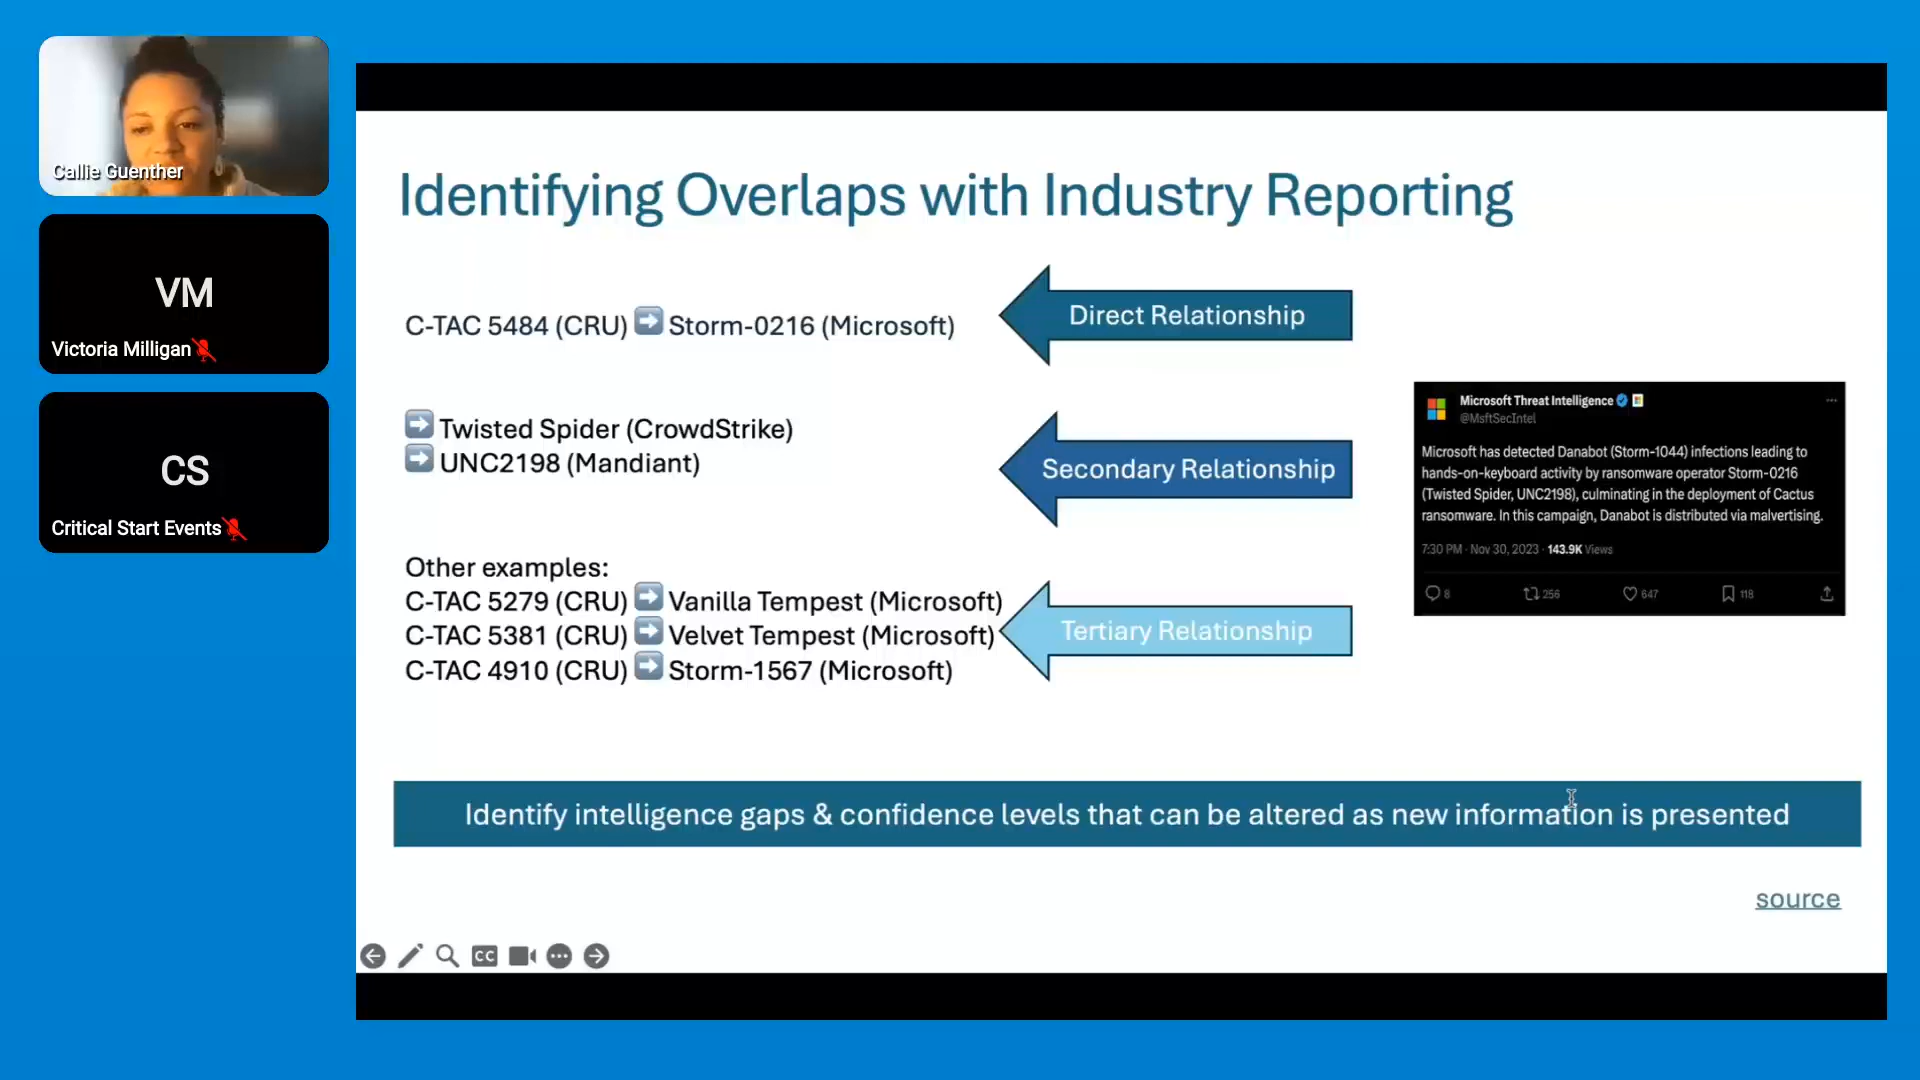 Callie Guenther
VM
Victoria Milligan
CS
Critical Start Events
Identifying Overlaps with Industry Reporting
C-TAC 5484 (CRU) ➡ Storm-0216 (Microsoft)
Direct Relationship
➡ Twisted Spider (CrowdStrike)
➡ UNC2198 (Mandiant)
Secondary Relationship
Other examples:
C-TAC 5279 (CRU) ➡ Vanilla Tempest (Microsoft)
C-TAC 5381 (CRU) ➡ Velvet Tempest (Microsoft)
C-TAC 4910 (CRU) ➡ Storm-1567 (Microsoft)
Tertiary Relationship
Microsoft Threat Intelligence
@MsftSecIntel
Microsoft has detected Danabot (Storm-1044) infections leading to
hands-on-keyboard activity by ransomware operator Storm-0216
(Twisted Spider, UNC2198), culminating in the deployment of Cactus
ransomware. In this campaign, Danabot is distributed via malvertising.
7:30 PM · Nov 30, 2023 · 143.9K Views
8 256 647 118
Identify intelligence gaps & confidence levels that can be altered as new information is presented
source
CC